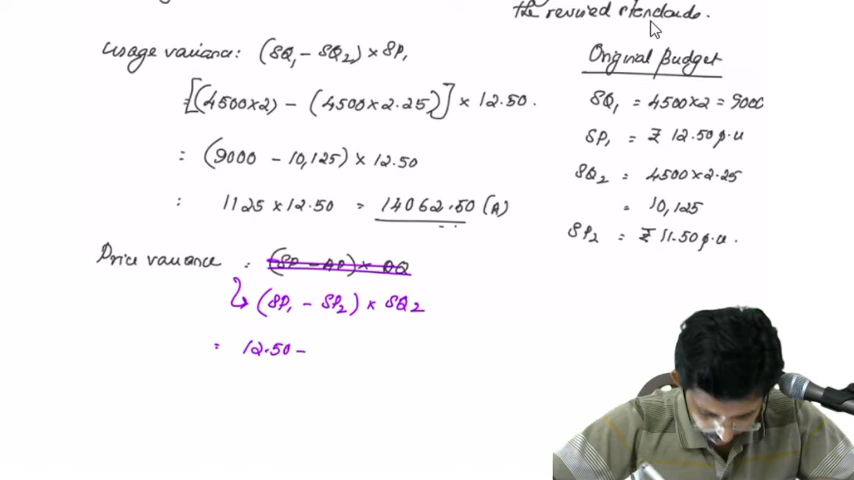 the revised standards.
Usage variance: (SQ1 - SQ2) × SP1
= [(4500×2) - (4500×2.25)] × 12.50.
= (9000 - 10,125) × 12.50
: 1125 × 12.50 = 14062.50 (A)
Price variance = (SP - AP) × AQ
(SP1 - SP2) × SQ2
= 12.50 -
Original Budget
SQ1 = 4500×2 = 9000
SP1 = ₹ 12.50 p.u
SQ2 = 4500×2.25
= 10,125
SP2 = ₹ 11.50 p.u.